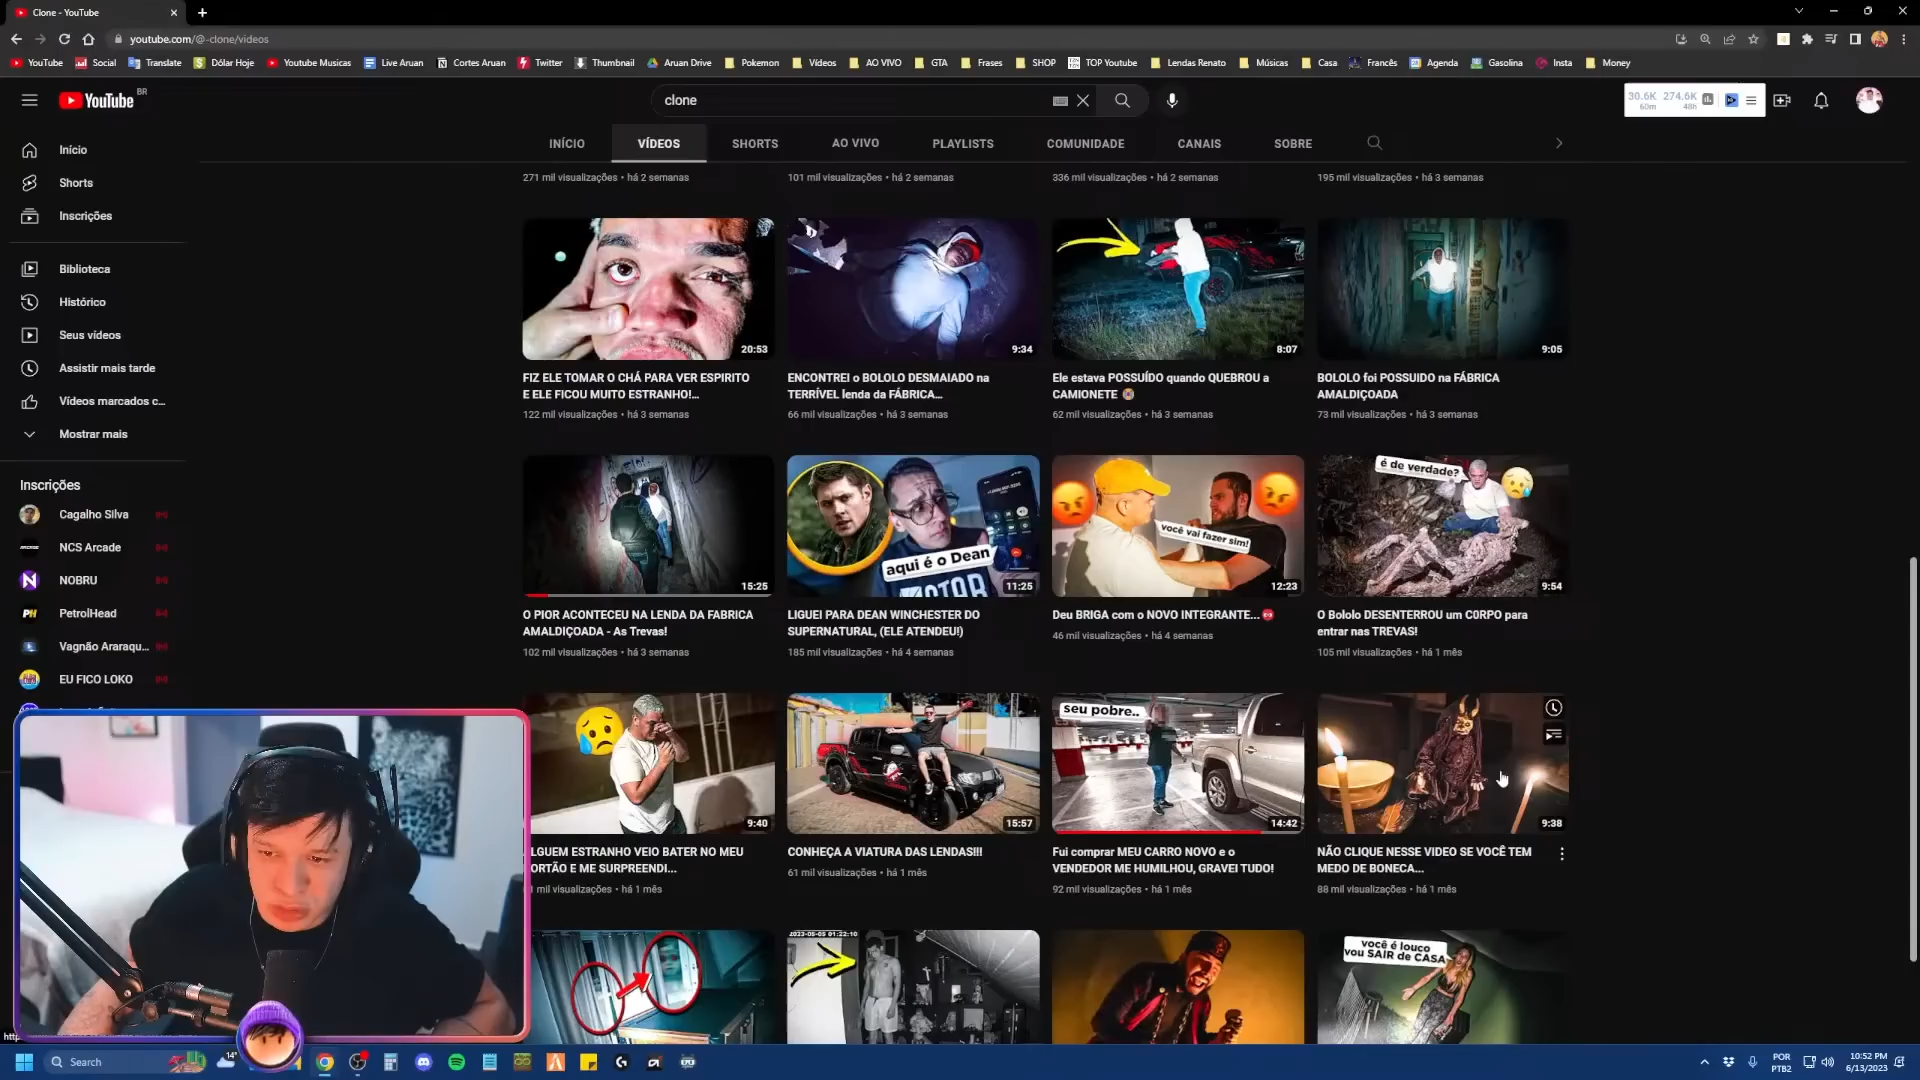 Clone - YouTube
youtube.com/@-clone/videos
YouTube
Social
Translate
Dólar Hoje
Youtube Musicas
Live Aruan
Cortes Aruan
Twitter
Thumbnail
Aruan Drive
Pokemon
Vídeos
AO VIVO
GTA
Frases
SHOP
TOP Youtube
Lendas Renato
Músicas
Casa
Francês
Agenda
Gasolina
Insta
Money
YouTube
BR
clone
30.6K 274.6K
60m 48h
INÍCIO
VÍDEOS
SHORTS
AO VIVO
PLAYLISTS
COMUNIDADE
CANAIS
SOBRE
Início
Shorts
Inscrições
Biblioteca
Histórico
Seus vídeos
Assistir mais tarde
Vídeos marcados c...
Mostrar mais
Inscrições
Cagalho Silva
NCS Arcade
NOBRU
PetrolHead
Vagnão Araraqu...
EU FICO LOKO
271 mil visualizações • há 2 semanas
101 mil visualizações • há 2 semanas
336 mil visualizações • há 2 semanas
195 mil visualizações • há 3 semanas
20:53
FIZ ELE TOMAR O CHÁ PARA VER ESPIRITO
E ELE FICOU MUITO ESTRANHO!...
122 mil visualizações • há 3 semanas
9:34
ENCONTREI o BOLOLO DESMAIADO na
TERRÍVEL lenda da FÁBRICA...
66 mil visualizações • há 3 semanas
8:07
Ele estava POSSUÍDO quando QUEBROU a
CAMIONETE
62 mil visualizações • há 3 semanas
9:05
BOLOLO foi POSSUIDO na FÁBRICA
AMALDIÇOADA
73 mil visualizações • há 3 semanas
15:25
O PIOR ACONTECEU NA LENDA DA FABRICA
AMALDIÇOADA - As Trevas!
102 mil visualizações • há 3 semanas
aqui é o Dean
11:25
LIGUEI PARA DEAN WINCHESTER DO
SUPERNATURAL, (ELE ATENDEU!)
185 mil visualizações • há 4 semanas
você vai fazer sim!
12:23
Deu BRIGA com o NOVO INTEGRANTE...
46 mil visualizações • há 4 semanas
é de verdade?
9:54
O Bololo DESENTERROU um CORPO para
entrar nas TREVAS!
105 mil visualizações • há 1 mês
9:40
LGUEM ESTRANHO VEIO BATER NO MEU
ORTÃO E ME SURPREENDI...
mil visualizações • há 1 mês
15:57
CONHEÇA A VIATURA DAS LENDAS!!!
61 mil visualizações • há 1 mês
seu pobre..
14:42
Fui comprar MEU CARRO NOVO e o
VENDEDOR ME HUMILHOU, GRAVEI TUDO!
92 mil visualizações • há 1 mês
9:38
NÃO CLIQUE NESSE VIDEO SE VOCÊ TEM
MEDO DE BONECA...
88 mil visualizações • há 1 mês
2023-05-05 01:22:10
você é louco
vou SAIR de CASA
Search
14°
POR
PTB2
10:52 PM
6/13/2023